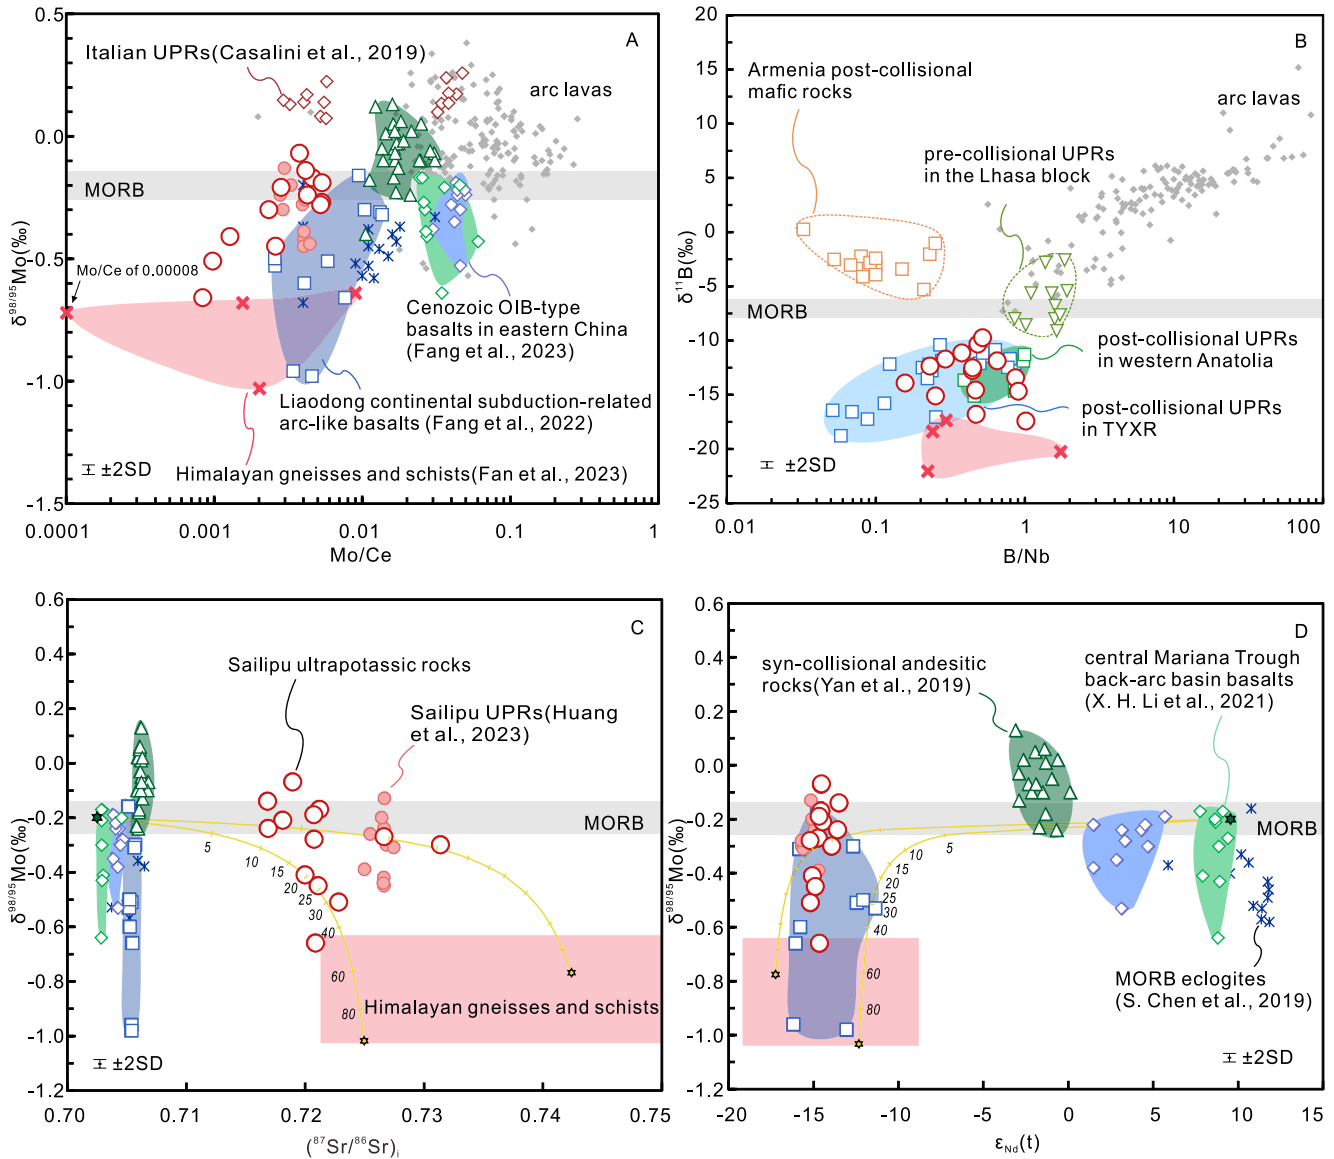 A
0.5
0.0
-0.5
-1.0
-1.5
δ98/95Mo(‰)
Italian UPRs(Casalini et al., 2019)
arc lavas
MORB
Mo/Ce of 0.00008
Cenozoic OIB-type
basalts in eastern China
(Fang et al., 2023)
Liaodong continental subduction-related
arc-like basalts (Fang et al., 2022)
Himalayan gneisses and schists(Fan et al., 2023)
±2SD
0.0001
0.001
0.01
0.1
1
Mo/Ce
B
20
15
10
5
0
-5
-10
-15
-20
-25
δ11B(‰)
Armenia post-collisional
mafic rocks
arc lavas
pre-collisional UPRs
in the Lhasa block
MORB
post-collisional UPRs
in western Anatolia
post-collisional UPRs
in TYXR
±2SD
0.01
0.1
1
10
100
B/Nb
C
0.6
0.4
0.2
0.0
-0.2
-0.4
-0.6
-0.8
-1.0
-1.2
δ98/95Mo(‰)
Sailipu ultrapotassic rocks
Sailipu UPRs(Huang
et al., 2023)
MORB
5
10
15
20
25
30
40
60
80
Himalayan gneisses and schists
±2SD
0.70
0.71
0.72
0.73
0.74
0.75
(87Sr/86Sr)i
D
0.6
0.4
0.2
0.0
-0.2
-0.4
-0.6
-0.8
-1.0
-1.2
δ98/95Mo(‰)
syn-collisional andesitic
rocks(Yan et al., 2019)
central Mariana Trough
back-arc basin basalts
(X. H. Li et al., 2021)
MORB
5
10
15
20
25
30
40
60
80
MORB eclogites
(S. Chen et al., 2019)
±2SD
-20
-15
-10
-5
0
5
10
15
εNd(t)